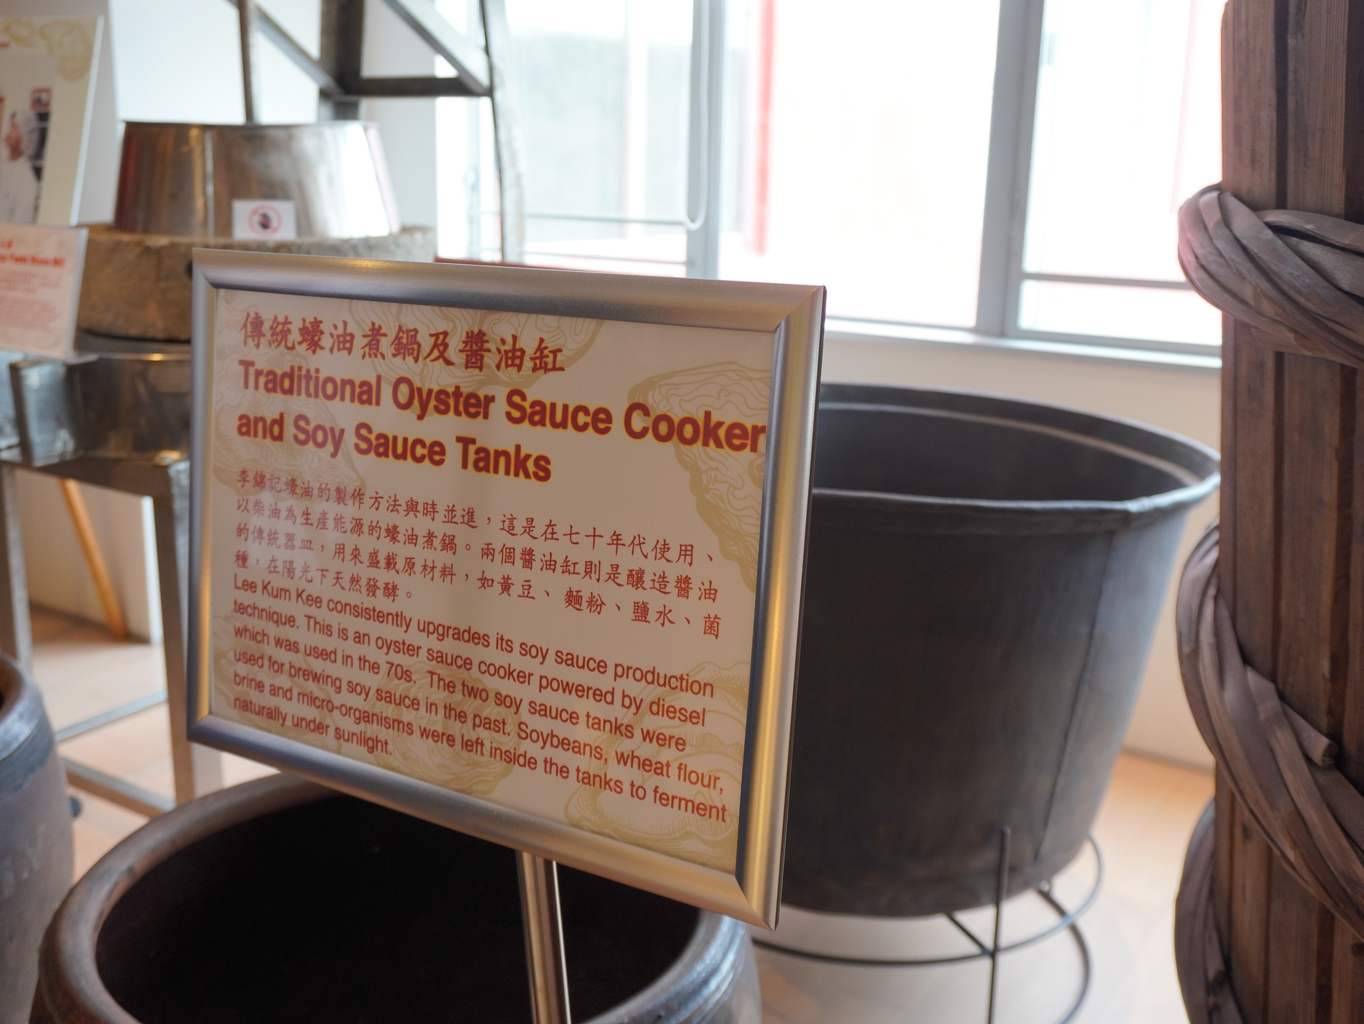 傳統蠔油煮鍋及醬油缸
Traditional Oyster Sauce Cooker
and Soy Sauce Tanks
李錦記蠔油的製作方法與時並進，這是在七十年代使用、
以柴油為生產能源的蠔油煮鍋。兩個醬油缸則是釀造醬油
的傳統器皿，用來盛載原材料，如黃豆、麵粉、鹽水、菌
種，在陽光下天然發酵。
Lee Kum Kee consistently upgrades its soy sauce production
technique. This is an oyster sauce cooker powered by diesel
which was used in the 70s. The two soy sauce tanks were
used for brewing soy sauce in the past. Soybeans, wheat flour,
brine and micro-organisms were left inside the tanks to ferment
naturally under sunlight.